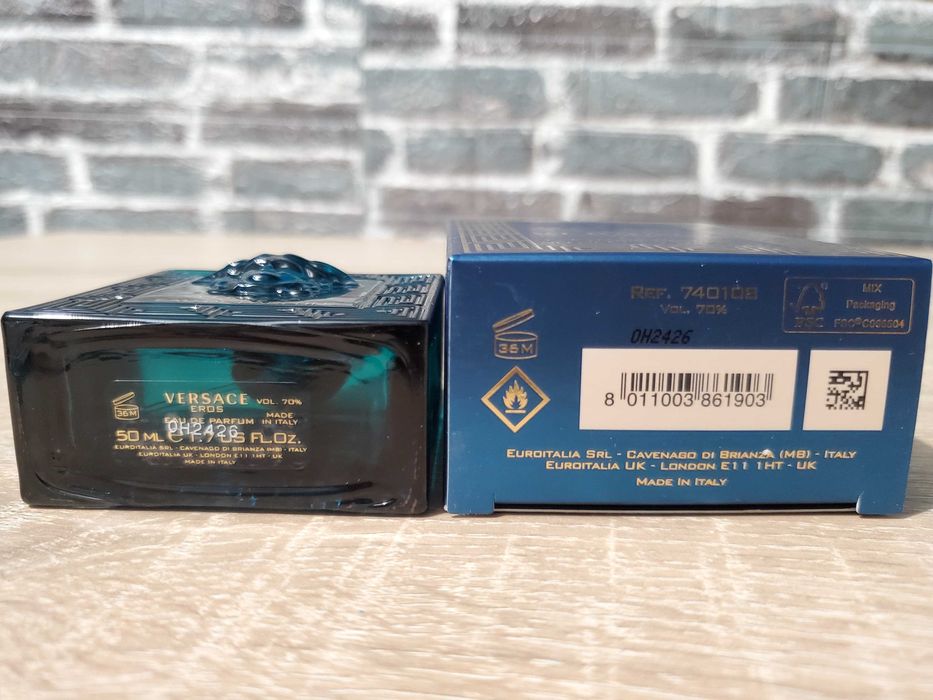 36M
VERSACE VOL. 70%
EROS
EAU DE PARFUM MADE IN ITALY
0H2426
50 ML e 1.7 US FL.OZ.
EUROITALIA SRL - CAVENAGO DI BRIANZA (MB) - ITALY
EUROITALIA UK - LONDON E11 1HT - UK
MADE IN ITALY
REF. 740108
VOL. 70%
0H2426
36M
FSC
MIX
Packaging
8 011003 861903
EUROITALIA SRL - CAVENAGO DI BRIANZA (MB) - ITALY
EUROITALIA UK - LONDON E11 1HT - UK
MADE IN ITALY